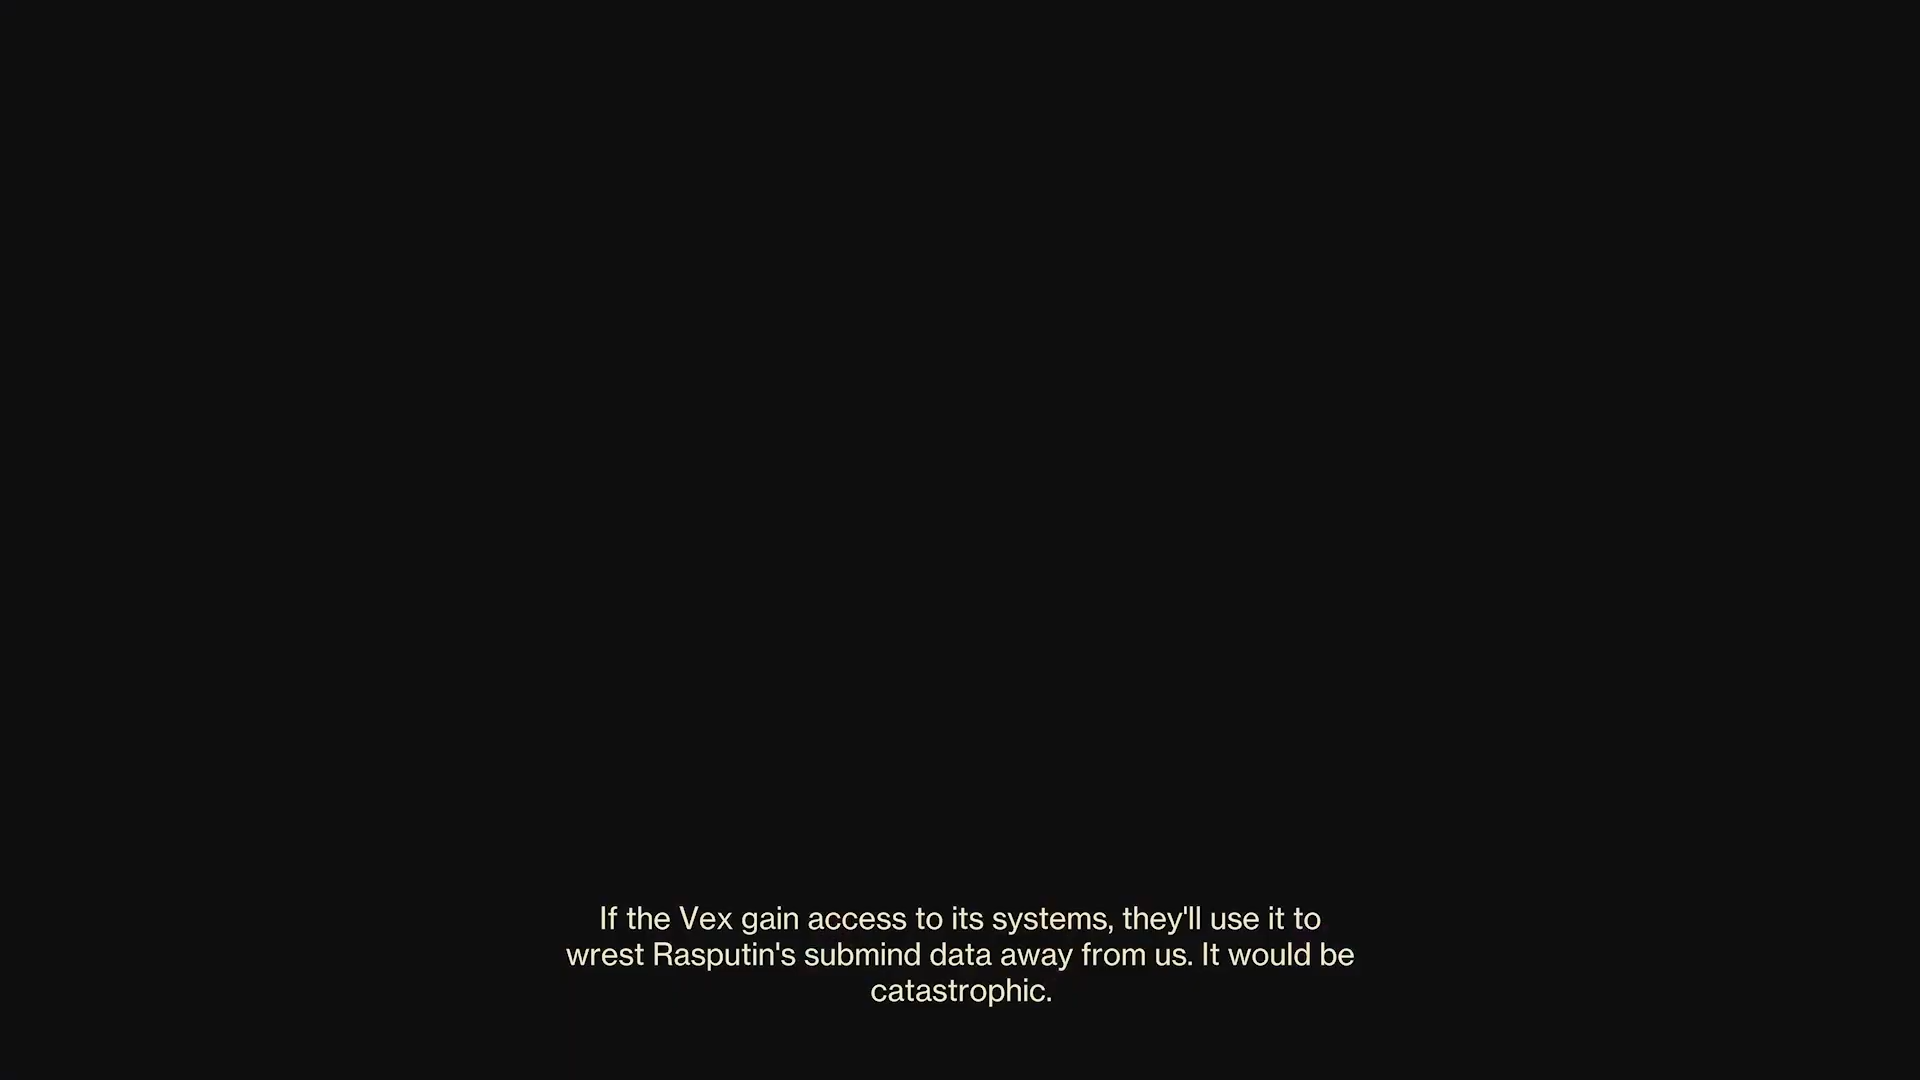 If the Vex gain access to its systems, they'll use it to
wrest Rasputin's submind data away from us. It would be
catastrophic.